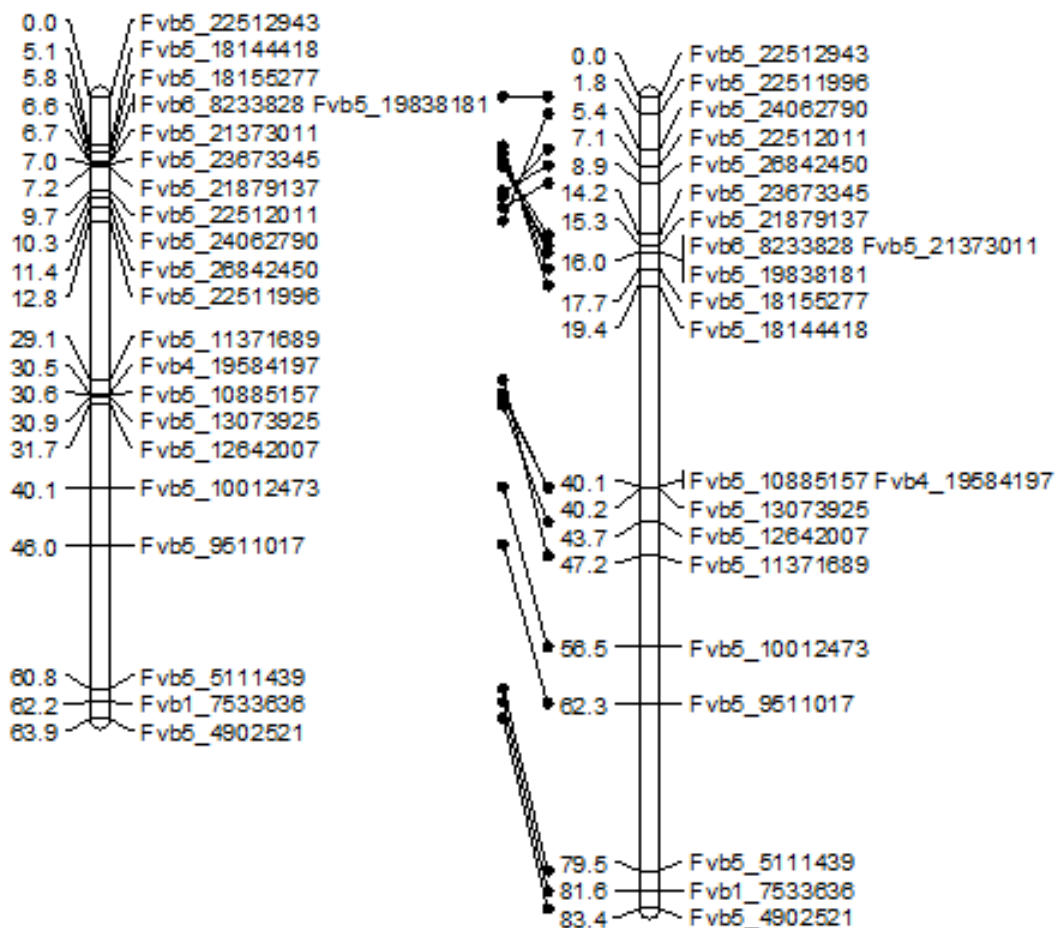 0.0 Fvb5_22512943
5.1 Fvb5_18144418
5.8 Fvb5_18155277
6.6 Fvb6_8233828 Fvb5_19838181
6.7 Fvb5_21373011
7.0 Fvb5_23673345
7.2 Fvb5_21879137
9.7 Fvb5_22512011
10.3 Fvb5_24062790
11.4 Fvb5_26842450
12.8 Fvb5_22511996
29.1 Fvb5_11371689
30.5 Fvb4_19584197
30.6 Fvb5_10885157
30.9 Fvb5_13073925
31.7 Fvb5_12642007
40.1 Fvb5_10012473
46.0 Fvb5_9511017
60.8 Fvb5_5111439
62.2 Fvb1_7533636
63.9 Fvb5_4902521
0.0 Fvb5_22512943
1.8 Fvb5_22511996
5.4 Fvb5_24062790
7.1 Fvb5_22512011
8.9 Fvb5_26842450
14.2 Fvb5_23673345
15.3 Fvb5_21879137
16.0 Fvb6_8233828 Fvb5_21373011
Fvb5_19838181
17.7 Fvb5_18155277
19.4 Fvb5_18144418
40.1 Fvb5_10885157 Fvb4_19584197
40.2 Fvb5_13073925
43.7 Fvb5_12642007
47.2 Fvb5_11371689
56.5 Fvb5_10012473
62.3 Fvb5_9511017
79.5 Fvb5_5111439
81.6 Fvb1_7533636
83.4 Fvb5_4902521